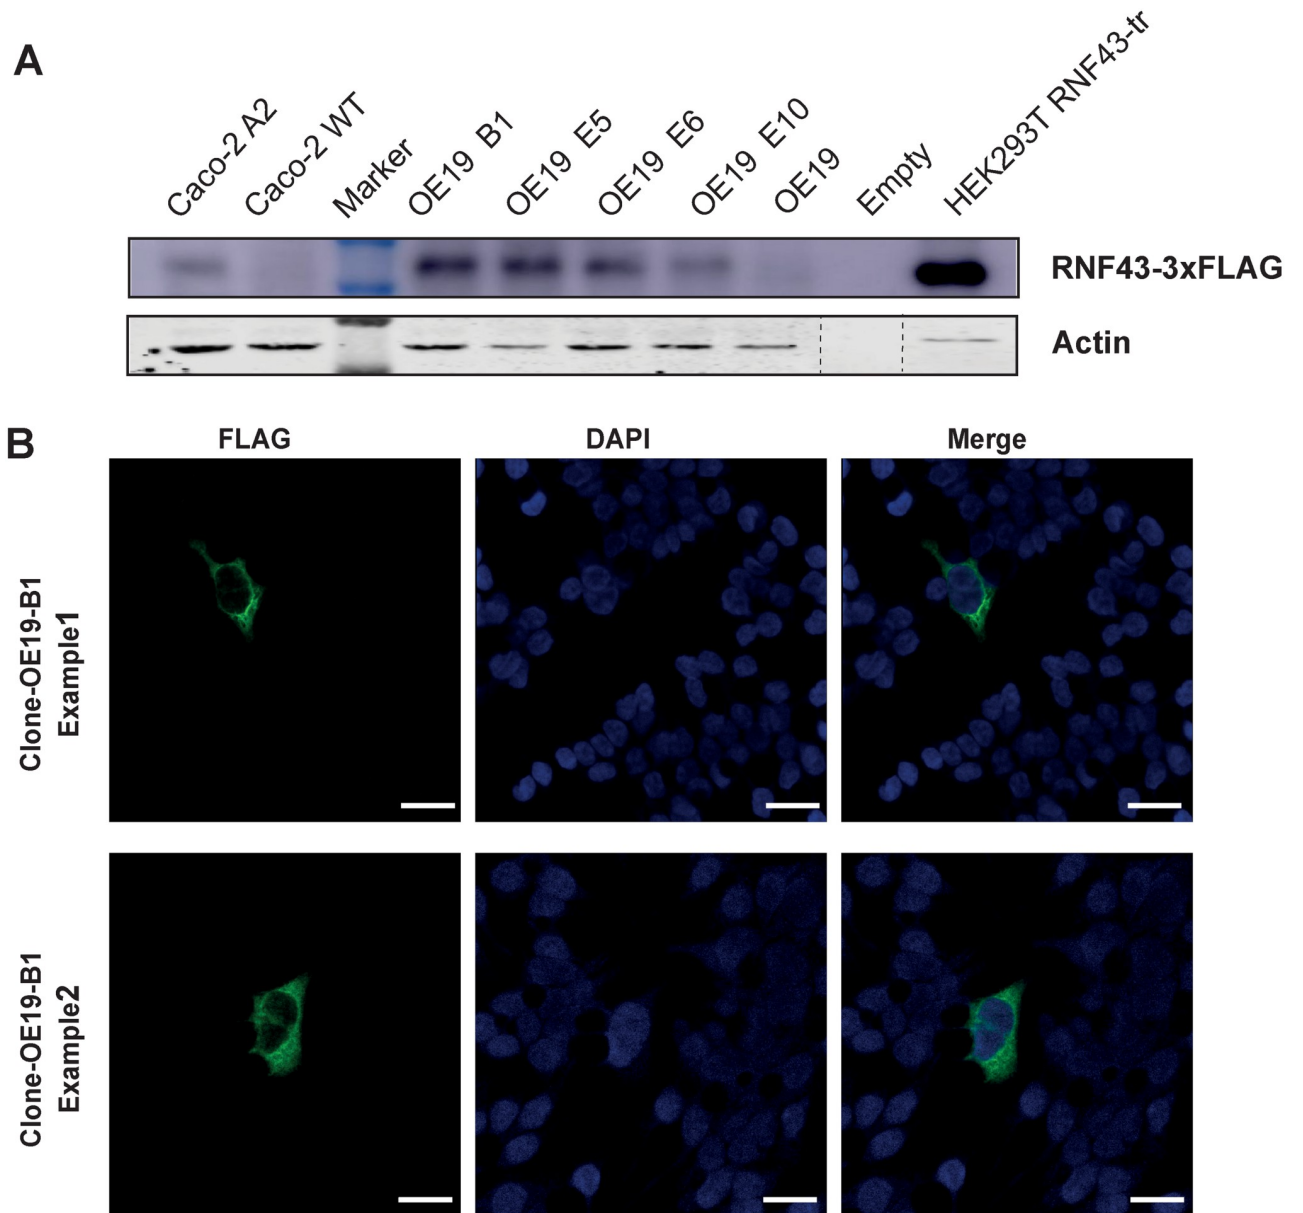 A
Caco-2 A2
Caco-2 WT
Marker
OE19 B1
OE19 E5
OE19 E6
OE19 E10
OE19
Empty
HEK293T RNF43-tr
RNF43-3xFLAG
Actin
B
FLAG
DAPI
Merge
Clone-OE19-B1
Example1
Clone-OE19-B1
Example2